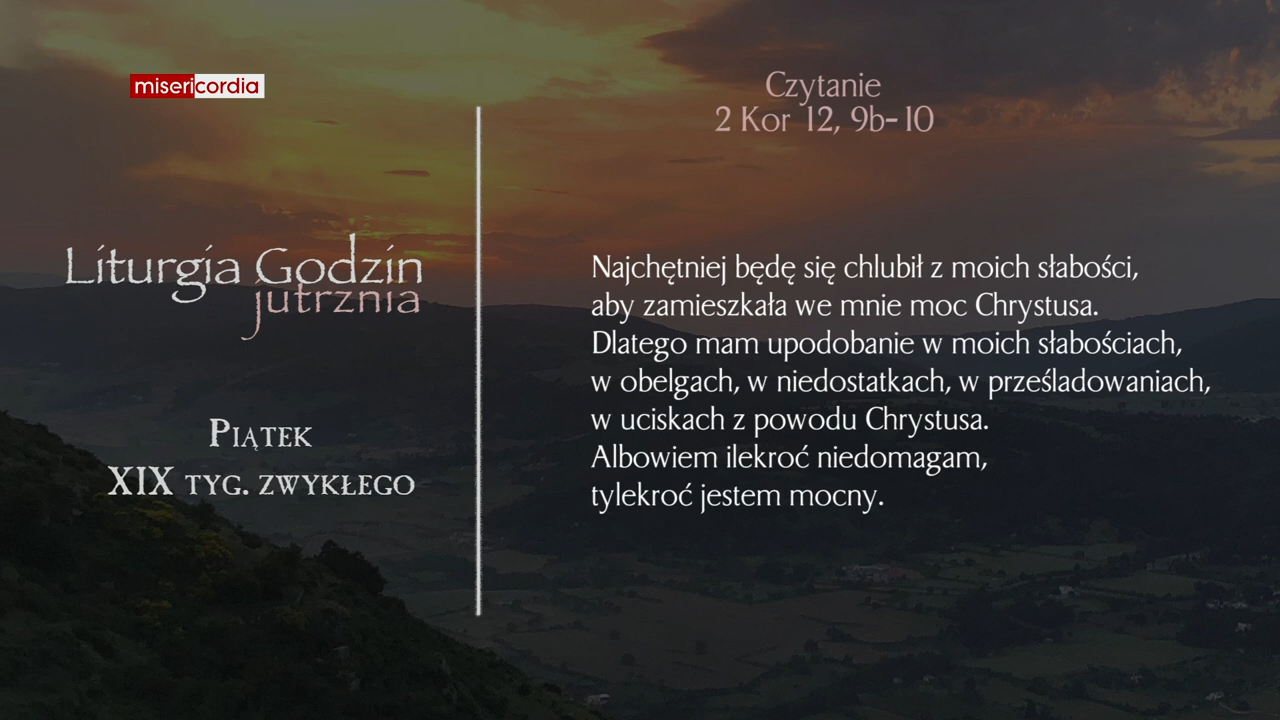 misericordia
Liturgia Godzin
jutrznia
Piątek
XIX tyg. zwykłego
Czytanie
2 Kor 12, 9b-10
Najchętniej będę się chlubił z moich słabości,
aby zamieszkała we mnie moc Chrystusa.
Dlatego mam upodobanie w moich słabościach,
w obelgach, w niedostatkach, w prześladowaniach,
w uciskach z powodu Chrystusa.
Albowiem ilekroć niedomagam,
tylekroć jestem mocny.